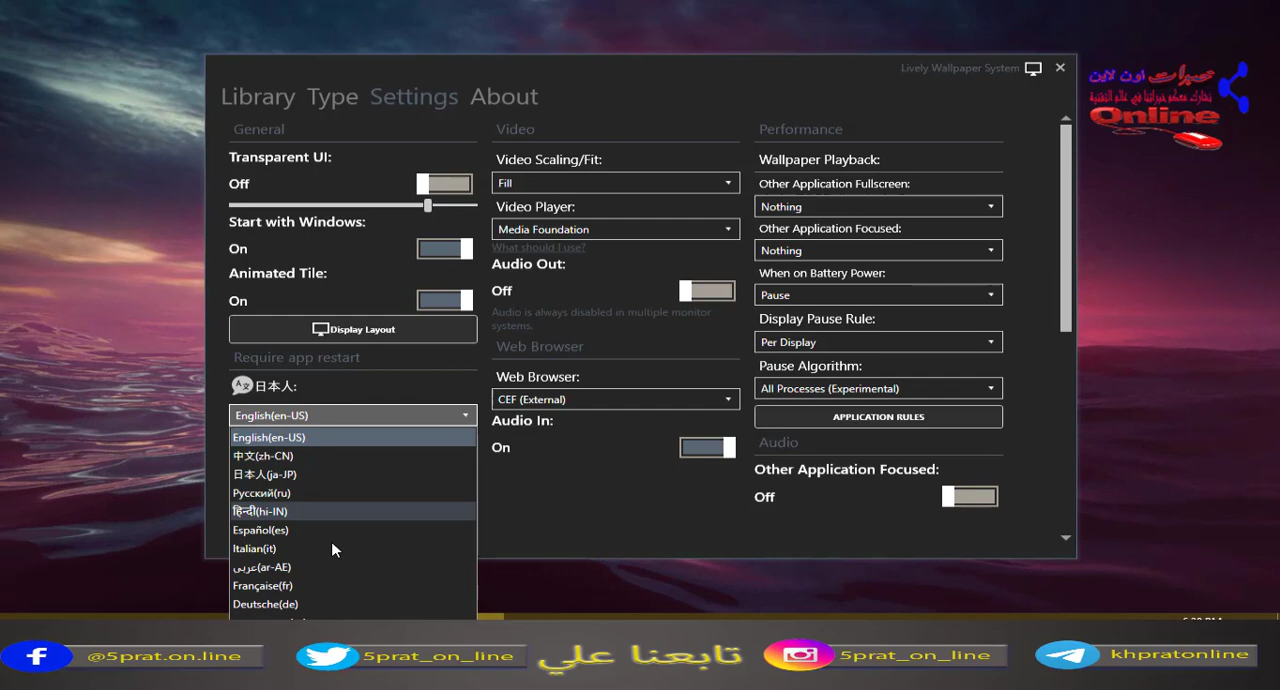 Lively Wallpaper System
خبرات اون لاين
نشارك معكم خبراتنا في عالم التقنية
Online
Library Type Settings About
General
Transparent UI:
Off
Start with Windows:
On
Animated Tile:
On
Display Layout
Require app restart
日本人:
English(en-US)
English(en-US)
中文(zh-CN)
日本人(ja-JP)
Русский(ru)
हिन्दी(hi-IN)
Español(es)
Italian(it)
عربى(ar-AE)
Française(fr)
Deutsche(de)
Video
Video Scaling/Fit:
Fill
Video Player:
Media Foundation
What should I use?
Audio Out:
Off
Audio is always disabled in multiple monitor
systems.
Web Browser
Web Browser:
CEF (External)
Audio In:
On
Performance
Wallpaper Playback:
Other Application Fullscreen:
Nothing
Other Application Focused:
Nothing
When on Battery Power:
Pause
Display Pause Rule:
Per Display
Pause Algorithm:
All Processes (Experimental)
APPLICATION RULES
Audio
Other Application Focused:
Off
@5prat.on.line
5prat_on_line
تابعنا علي
5prat_on_line
khpratonline